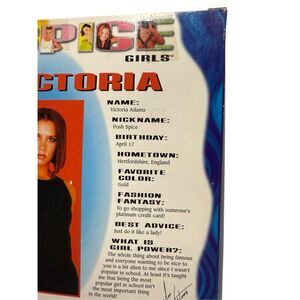 PICE
GIRLS™
CTORIA
NAME:
Victoria Adams
NICKNAME:
Posh Spice
BIRTHDAY:
April 17
HOMETOWN:
Hertfordshire, England
FAVORITE
COLOR:
Gold
FASHION
FANTASY:
To go shopping with someone's
platinum credit card!
BEST ADVICE:
Just do it like a lady!
WHAT IS
GIRL POWER?:
The whole thing about being famous
and everyone wanting to be nice to
you is a bit alien to me since I wasn't
popular in school. At least it's taught
me that being the most
popular girl in school isn't
the most important thing
in the world!